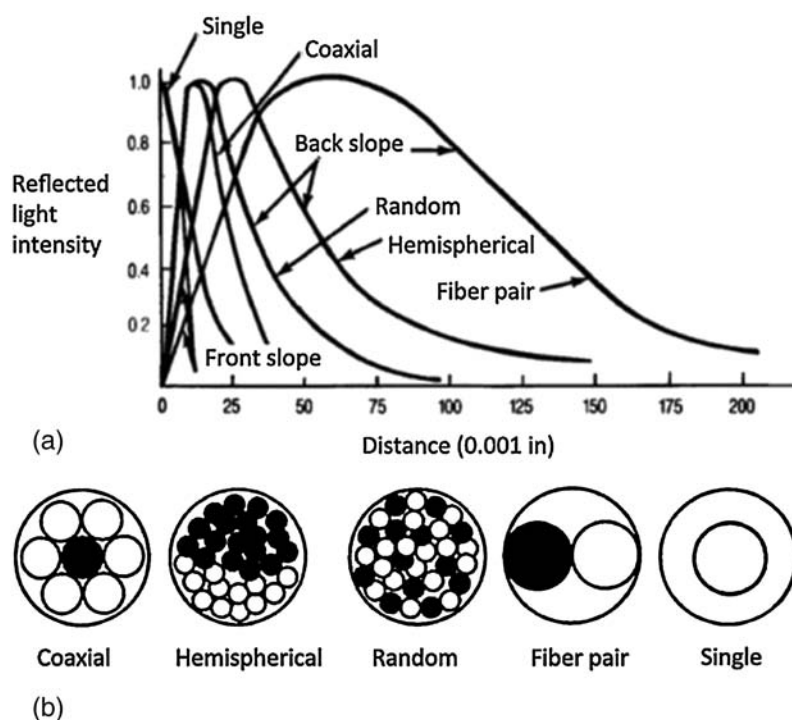 Single
Coaxial
1.0
0.8
0.6
0.4
0 2
Reflected
light
intensity
Back slope
Random
Hemispherical
Fiber pair
Front slope
0
25
50
75
100
125
150
175
200
(a)
Distance (0.001 in)
Coaxial
Hemispherical
Random
Fiber pair
Single
(b)